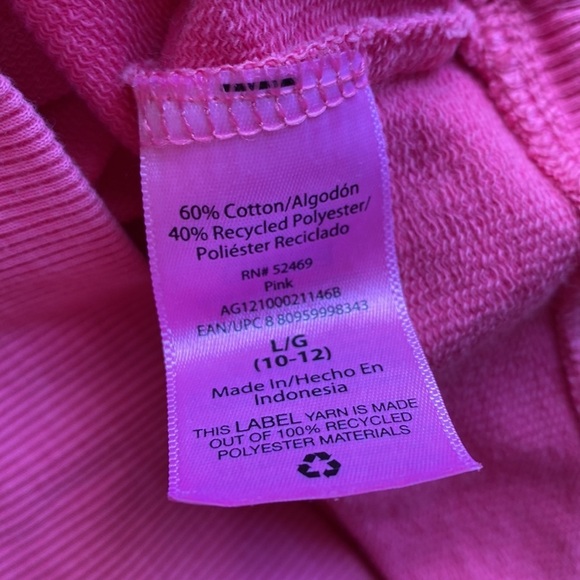 60% Cotton/Algodón
40% Recycled Polyester/
Poliéster Reciclado
RN# 52469
Pink
AG12100021146B
EAN/UPC 8 80959998343
L/G
(10-12)
Made In/Hecho En
Indonesia
THIS LABEL YARN IS MADE
OUT OF 100% RECYCLED
POLYESTER MATERIALS